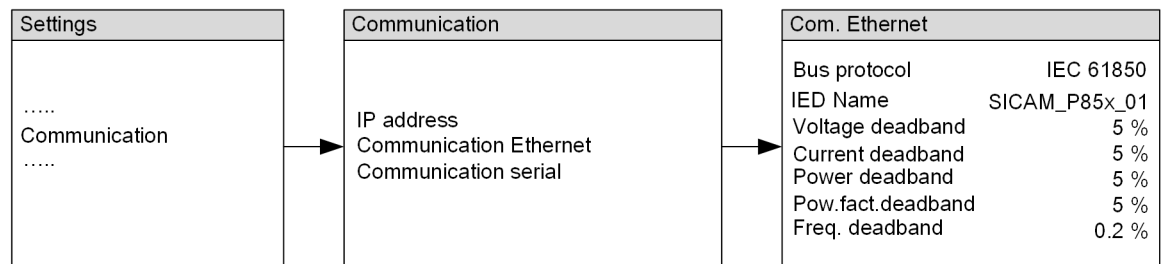 Settings
.....
Communication
.....
Communication
IP address
Communication Ethernet
Communication serial
Com. Ethernet
Bus protocol IEC 61850
IED Name SICAM_P85x_01
Voltage deadband 5 %
Current deadband 5 %
Power deadband 5 %
Pow.fact.deadband 5 %
Freq. deadband 0.2 %